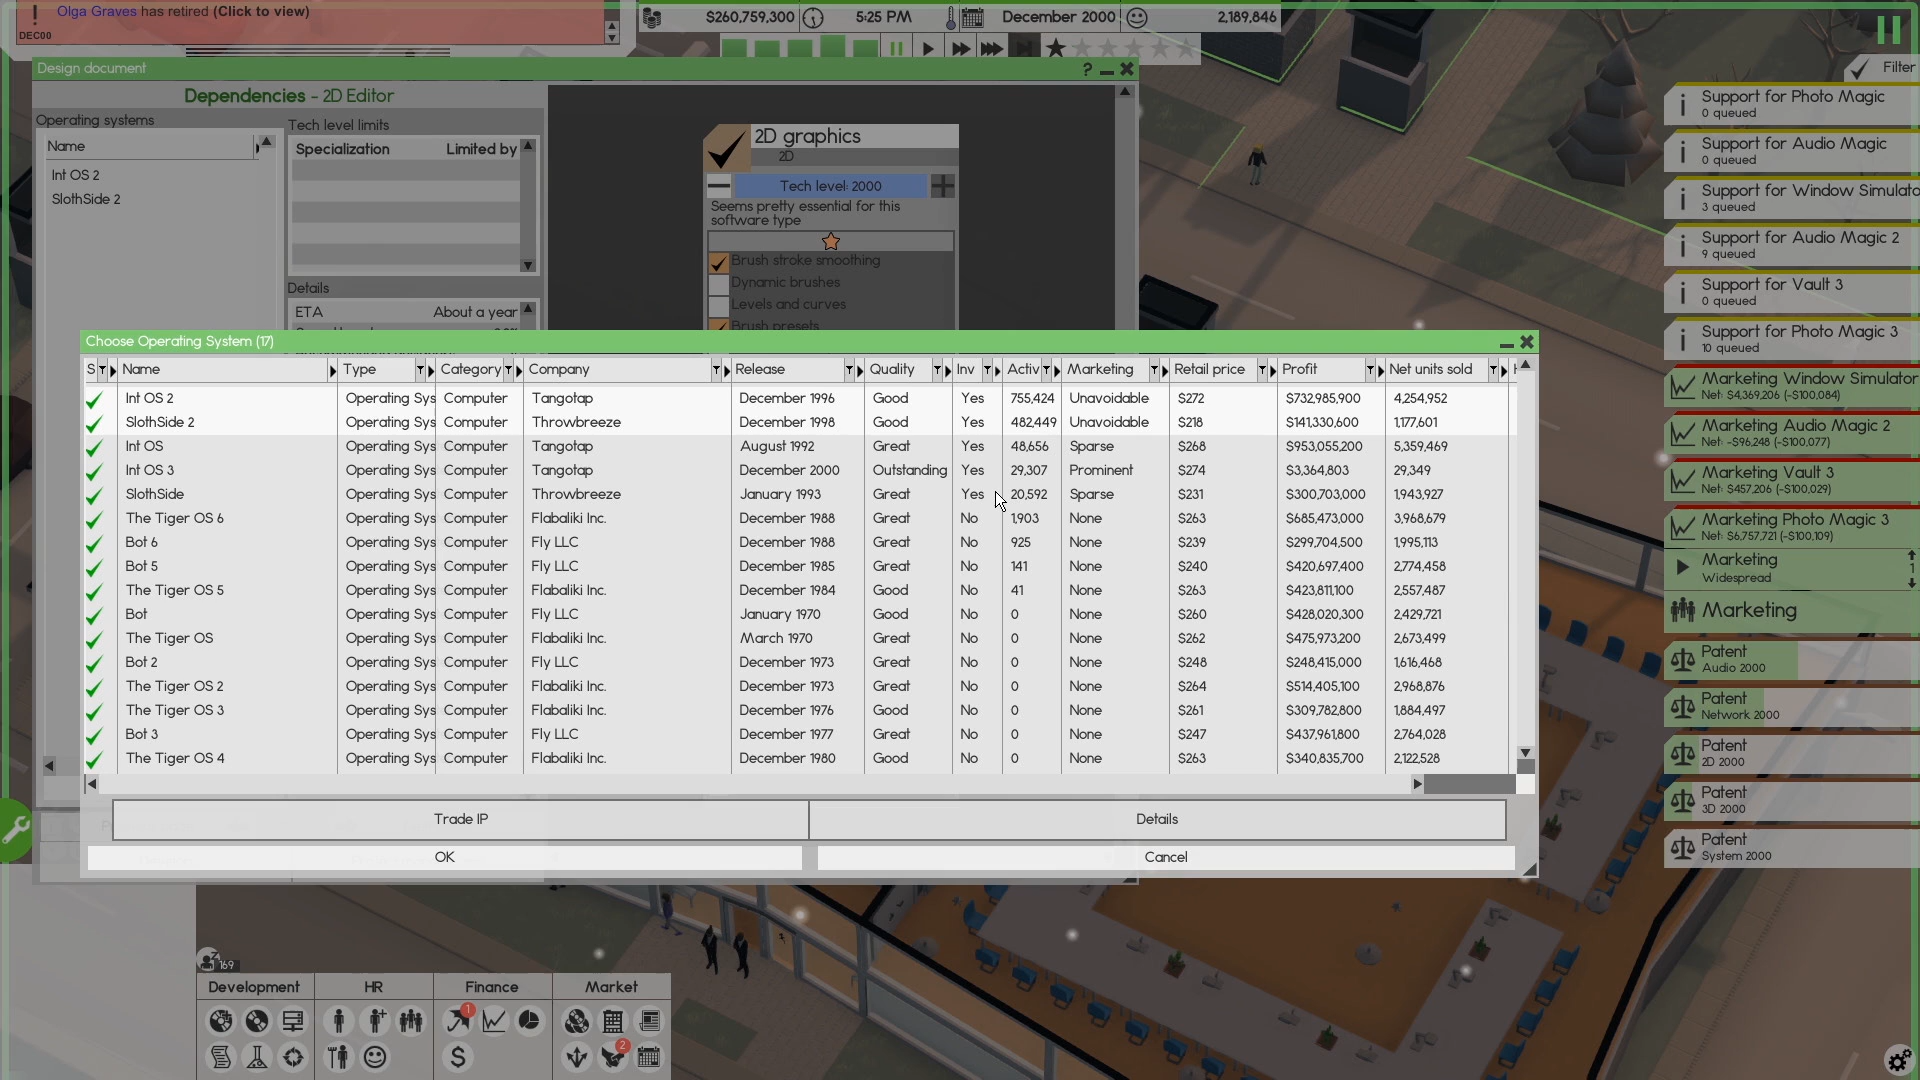 Olga Graves has retired (Click to view)
DEC00
$260,759,300
5:25 PM
December 2000
2,189,846
Filter
Design document
?
Dependencies - 2D Editor
Operating systems
Name
Int OS 2
SlothSide 2
Tech level limits
Specialization Limited by
Details
ETA About a year
2D graphics
2D
Tech level: 2000
Seems pretty essential for this
software type
Brush stroke smoothing
Dynamic brushes
Levels and curves
Brush presets
Choose Operating System (17)
S Name Type Category Company Release Quality Inv Activ Marketing Retail price Profit Net units sold
Int OS 2 Operating Sys Computer Tangotap December 1996 Good Yes 755,424 Unavoidable $272 $732,985,900 4,254,952
SlothSide 2 Operating Sys Computer Throwbreeze December 1998 Good Yes 482,449 Unavoidable $218 $141,330,600 1,177,601
Int OS Operating Sys Computer Tangotap August 1992 Great Yes 48,656 Sparse $268 $953,055,200 5,359,469
Int OS 3 Operating Sys Computer Tangotap December 2000 Outstanding Yes 29,307 Prominent $274 $3,364,803 29,349
SlothSide Operating Sys Computer Throwbreeze January 1993 Great Yes 20,592 Sparse $231 $300,703,000 1,943,927
The Tiger OS 6 Operating Sys Computer Flabaliki Inc. December 1988 Great No 1,903 None $263 $685,473,000 3,968,679
Bot 6 Operating Sys Computer Fly LLC December 1988 Great No 925 None $239 $299,704,500 1,995,113
Bot 5 Operating Sys Computer Fly LLC December 1985 Great No 141 None $240 $420,697,400 2,774,458
The Tiger OS 5 Operating Sys Computer Flabaliki Inc. December 1984 Good No 41 None $263 $423,811,100 2,557,487
Bot Operating Sys Computer Fly LLC January 1970 Good No 0 None $260 $428,020,300 2,429,721
The Tiger OS Operating Sys Computer Flabaliki Inc. March 1970 Great No 0 None $262 $475,973,200 2,673,499
Bot 2 Operating Sys Computer Fly LLC December 1973 Great No 0 None $248 $248,415,000 1,616,468
The Tiger OS 2 Operating Sys Computer Flabaliki Inc. December 1973 Great No 0 None $264 $514,405,100 2,968,876
The Tiger OS 3 Operating Sys Computer Flabaliki Inc. December 1976 Good No 0 None $261 $309,782,800 1,884,497
Bot 3 Operating Sys Computer Fly LLC December 1977 Great No 0 None $247 $437,961,800 2,764,028
The Tiger OS 4 Operating Sys Computer Flabaliki Inc. December 1980 Good No 0 None $263 $340,835,700 2,122,528
Trade IP
Details
OK
Cancel
Support for Photo Magic
0 queued
Support for Audio Magic
0 queued
Support for Window Simulato
3 queued
Support for Audio Magic 2
9 queued
Support for Vault 3
0 queued
Support for Photo Magic 3
10 queued
Marketing Window Simulator
Net: $4,369,206 (-$100,084)
Marketing Audio Magic 2
Net: -$96,248 (-$100,077)
Marketing Vault 3
Net: $457,206 (-$100,029)
Marketing Photo Magic 3
Net: $6,757,721 (-$100,109)
Marketing
Widespread
1
Marketing
Patent
Audio 2000
Patent
Network 2000
Patent
2D 2000
Patent
3D 2000
Patent
System 2000
169
Development HR Finance Market
1
2